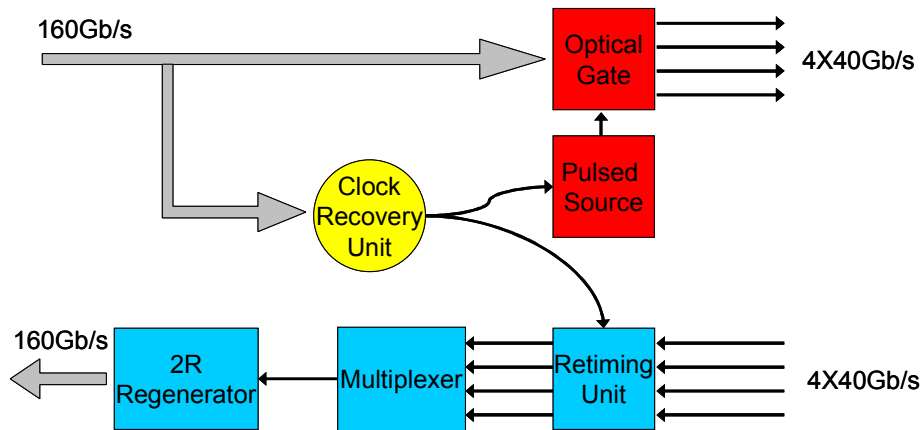 160Gb/s
Optical
Gate
4X40Gb/s
Pulsed
Source
Clock
Recovery
Unit
160Gb/s
2R
Regenerator
Multiplexer
Retiming
Unit
4X40Gb/s